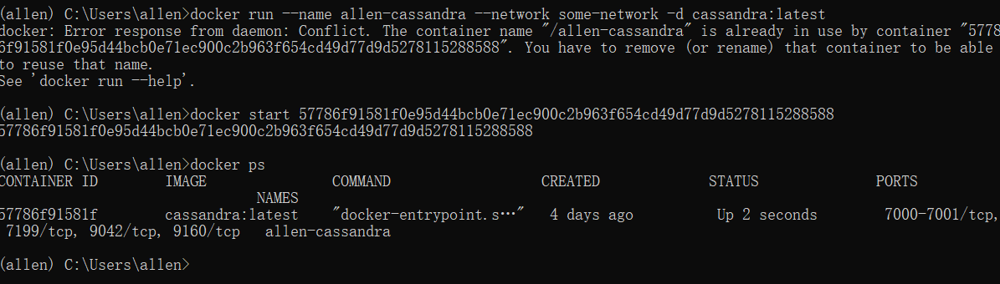 (allen) C:\Users\allen>docker run --name allen-cassandra --network some-network -d cassandra:latest
docker: Error response from daemon: Conflict. The container name "/allen-cassandra" is already in use by container "5778
6f91581f0e95d44bcb0e71ec900c2b963f654cd49d77d9d5278115288588". You have to remove (or rename) that container to be able
to reuse that name.
See 'docker run --help'.
(allen) C:\Users\allen>docker start 57786f91581f0e95d44bcb0e71ec900c2b963f654cd49d77d9d5278115288588
57786f91581f0e95d44bcb0e71ec900c2b963f654cd49d77d9d5278115288588
(allen) C:\Users\allen>docker ps
CONTAINER ID        IMAGE               COMMAND                  CREATED             STATUS              PORTS
NAMES
57786f91581f        cassandra:latest    "docker-entrypoint.s…"   4 days ago          Up 2 seconds        7000-7001/tcp,
7199/tcp, 9042/tcp, 9160/tcp   allen-cassandra
(allen) C:\Users\allen>